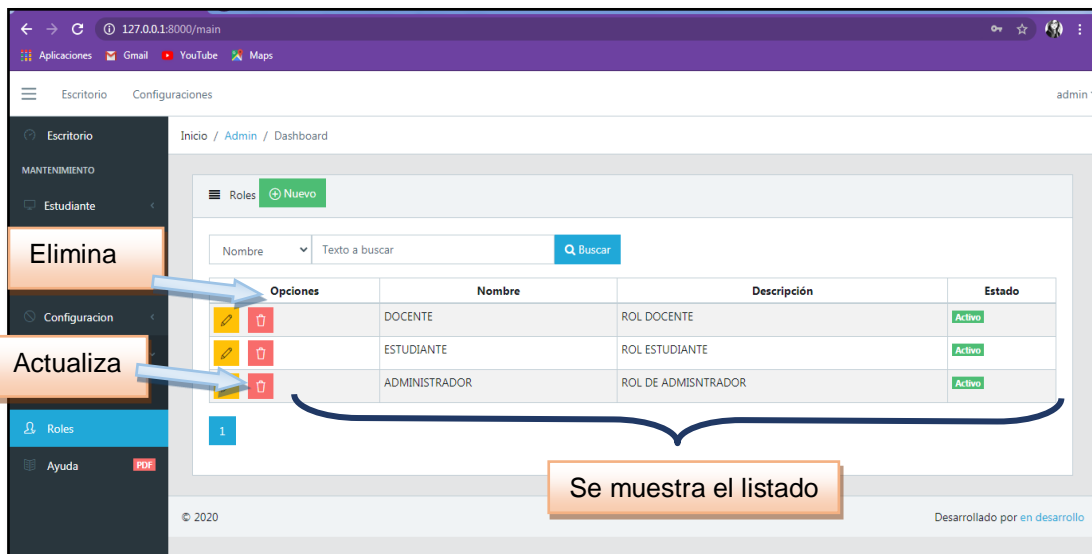 127.0.0.1:8000/main
Aplicaciones Gmail YouTube Maps
Escritorio Configuraciones admin
Escritorio
Inicio / Admin / Dashboard
MANTENIMIENTO
Estudiante
Roles Nuevo
Elimina
Nombre Texto a buscar Buscar
Opciones Nombre Descripción Estado
Configuracion
DOCENTE ROL DOCENTE Activo
ESTUDIANTE ROL ESTUDIANTE Activo
Actualiza
ADMINISTRADOR ROL DE ADMISNTRADOR Activo
Roles
1
Ayuda PDF
Se muestra el listado
© 2020 Desarrollado por en desarrollo